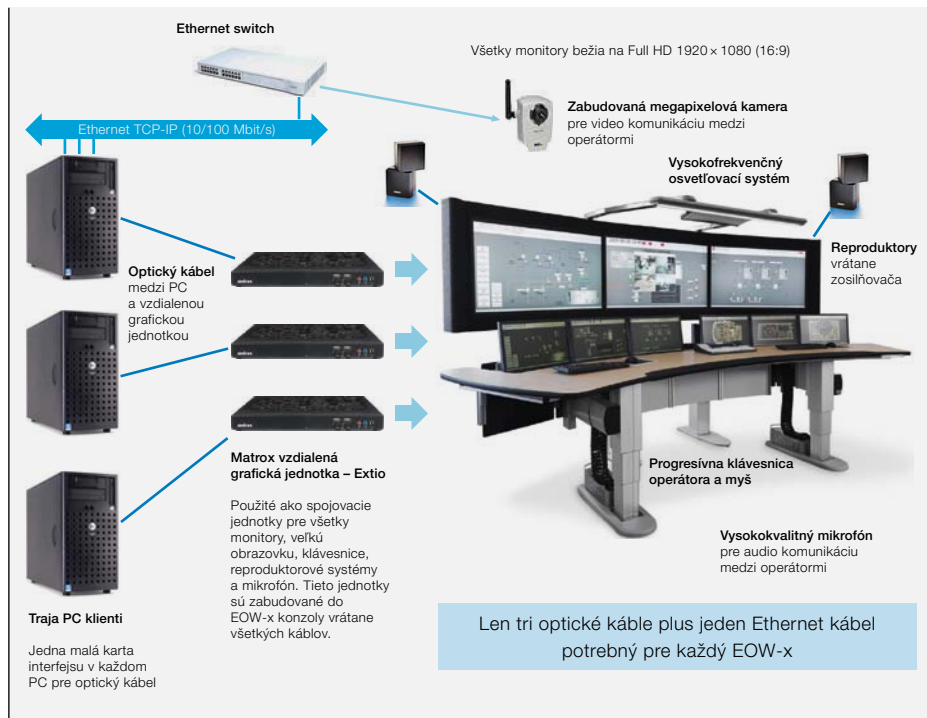 Ethernet switch
Všetky monitory bežia na Full HD 1920 × 1080 (16:9)
Zabudovaná megapixelová kamera
pre video komunikáciu medzi
operátormi
Ethernet TCP-IP (10/100 Mbit/s)
Vysokofrekvenčný
osvetľovací systém
Reproduktory
vrátane
zosilňovača
Optický kábel
medzi PC
a vzdialenou
grafickou
jednotkou
Matrox vzdialená
grafická jednotka – Extio
Použité ako spojovacie
jednotky pre všetky
monitory, veľkú
obrazovku, klávesnice,
reproduktorové systémy
a mikrofón. Tieto jednotky
sú zabudované do
EOW-x konzoly vrátane
všetkých káblov.
Progresívna klávesnica
operátora a myš
Vysokokvalitný mikrofón
pre audio komunikáciu
medzi operátormi
Traja PC klienti
Jedna malá karta
interfejsu v každom
PC pre optický kábel
Len tri optické káble plus jeden Ethernet kábel
potrebný pre každý EOW-x